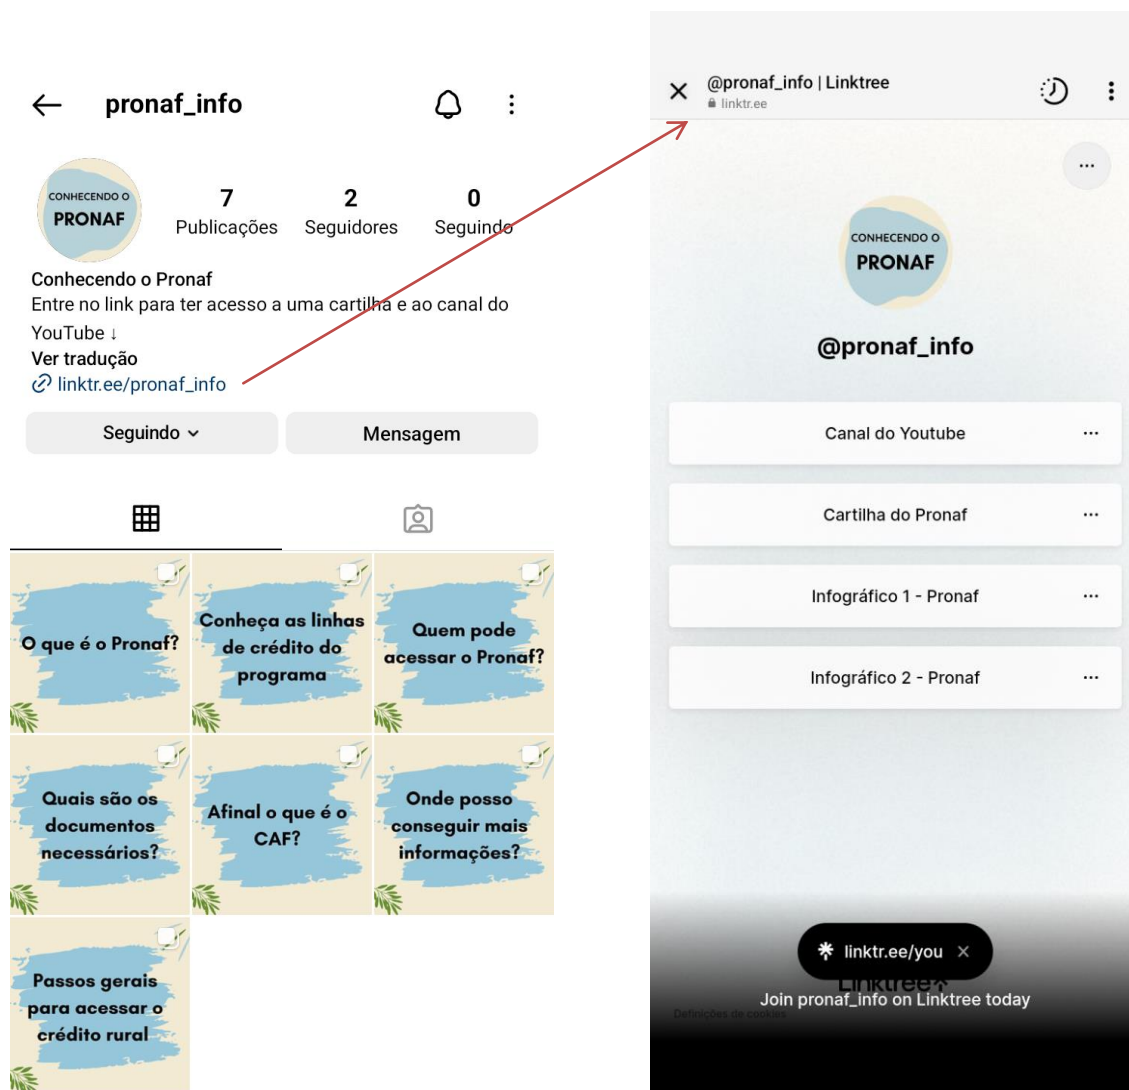 pronaf_info
CONHECENDO O
PRONAF
7
Publicações
2
Seguidores
0
Seguindo
Conhecendo o Pronaf
Entre no link para ter acesso a uma cartilha e ao canal do
YouTube ↓
Ver tradução
linktr.ee/pronaf_info
Seguindo
Mensagem
O que é o Pronaf?
Conheça as linhas
de crédito do
programa
Quem pode
acessar o Pronaf?
Quais são os
documentos
necessários?
Afinal o que é o
CAF?
Onde posso
conseguir mais
informações?
Passos gerais
para acessar o
crédito rural
@pronaf_info | Linktree
linktr.ee
CONHECENDO O
PRONAF
@pronaf_info
Canal do Youtube
Cartilha do Pronaf
Infográfico 1 - Pronaf
Infográfico 2 - Pronaf
linktr.ee/you
Linktree
Join pronaf_info on Linktree today
Definições de cookies